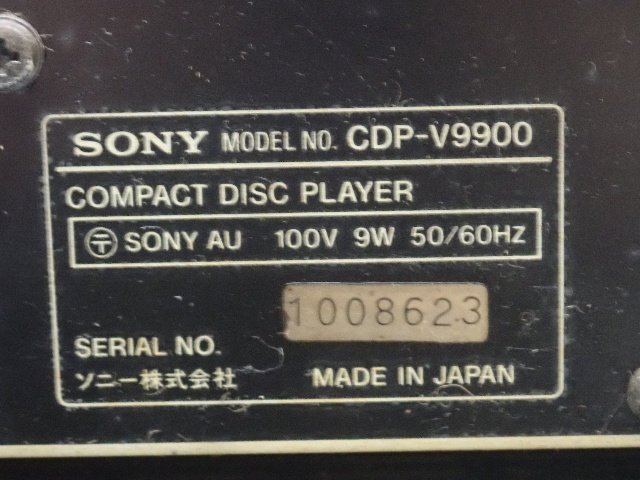 SONY MODEL NO. CDP-V9900
COMPACT DISC PLAYER
〶 SONY AU 100V 9W 50/60HZ
1008623
SERIAL NO.
ソニー株式会社 MADE IN JAPAN